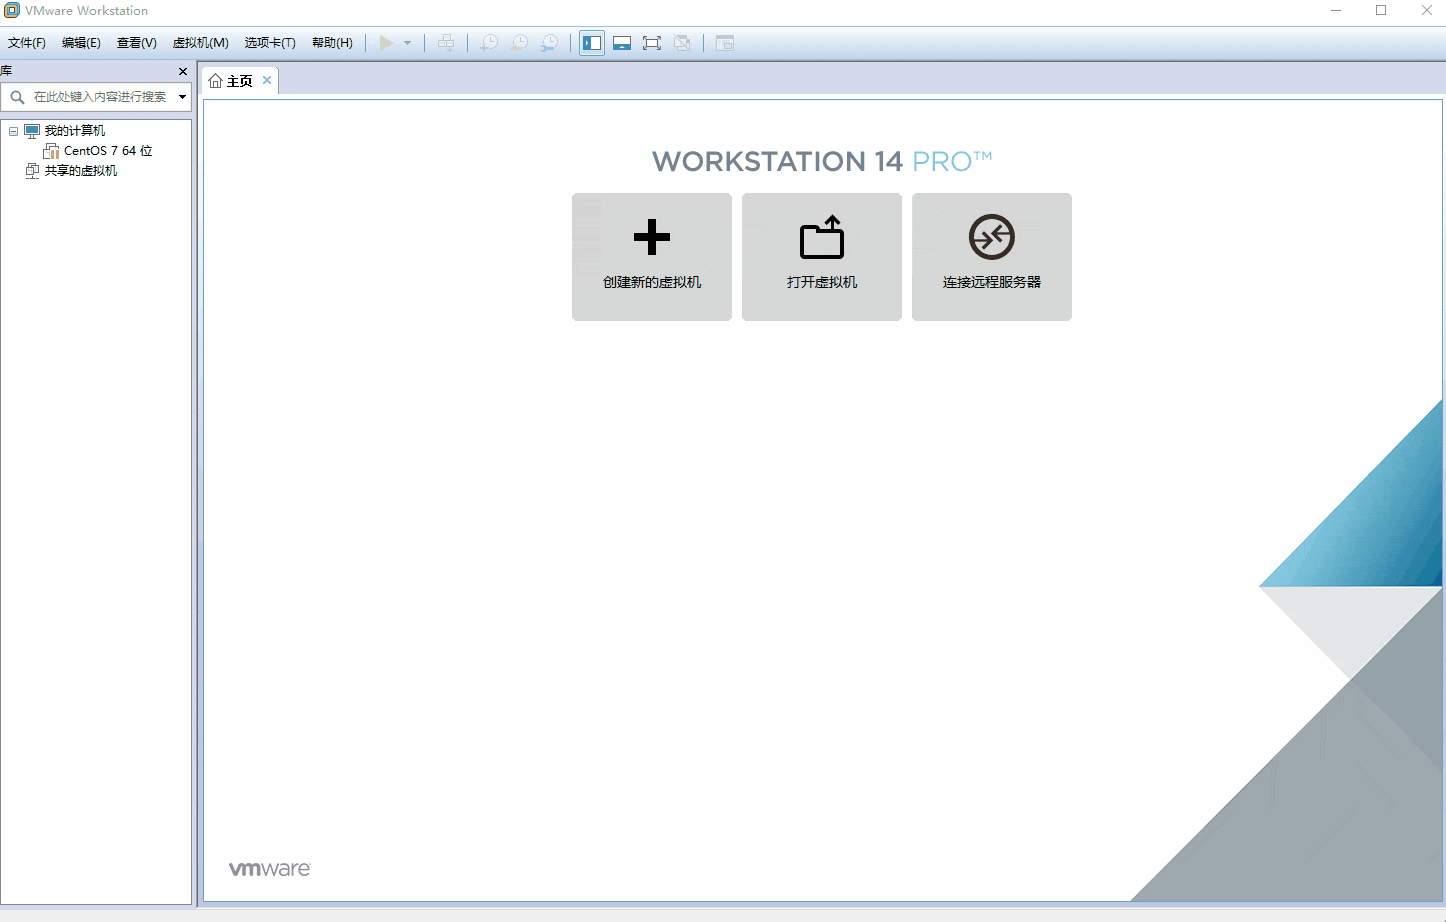 VMware Workstation
文件(F) 编辑(E) 查看(V) 虚拟机(M) 选项卡(T) 帮助(H)
库
在此处键入内容进行搜索
我的计算机
CentOS 7 64 位
共享的虚拟机
主页
WORKSTATION 14 PRO™
创建新的虚拟机
打开虚拟机
连接远程服务器
vmware